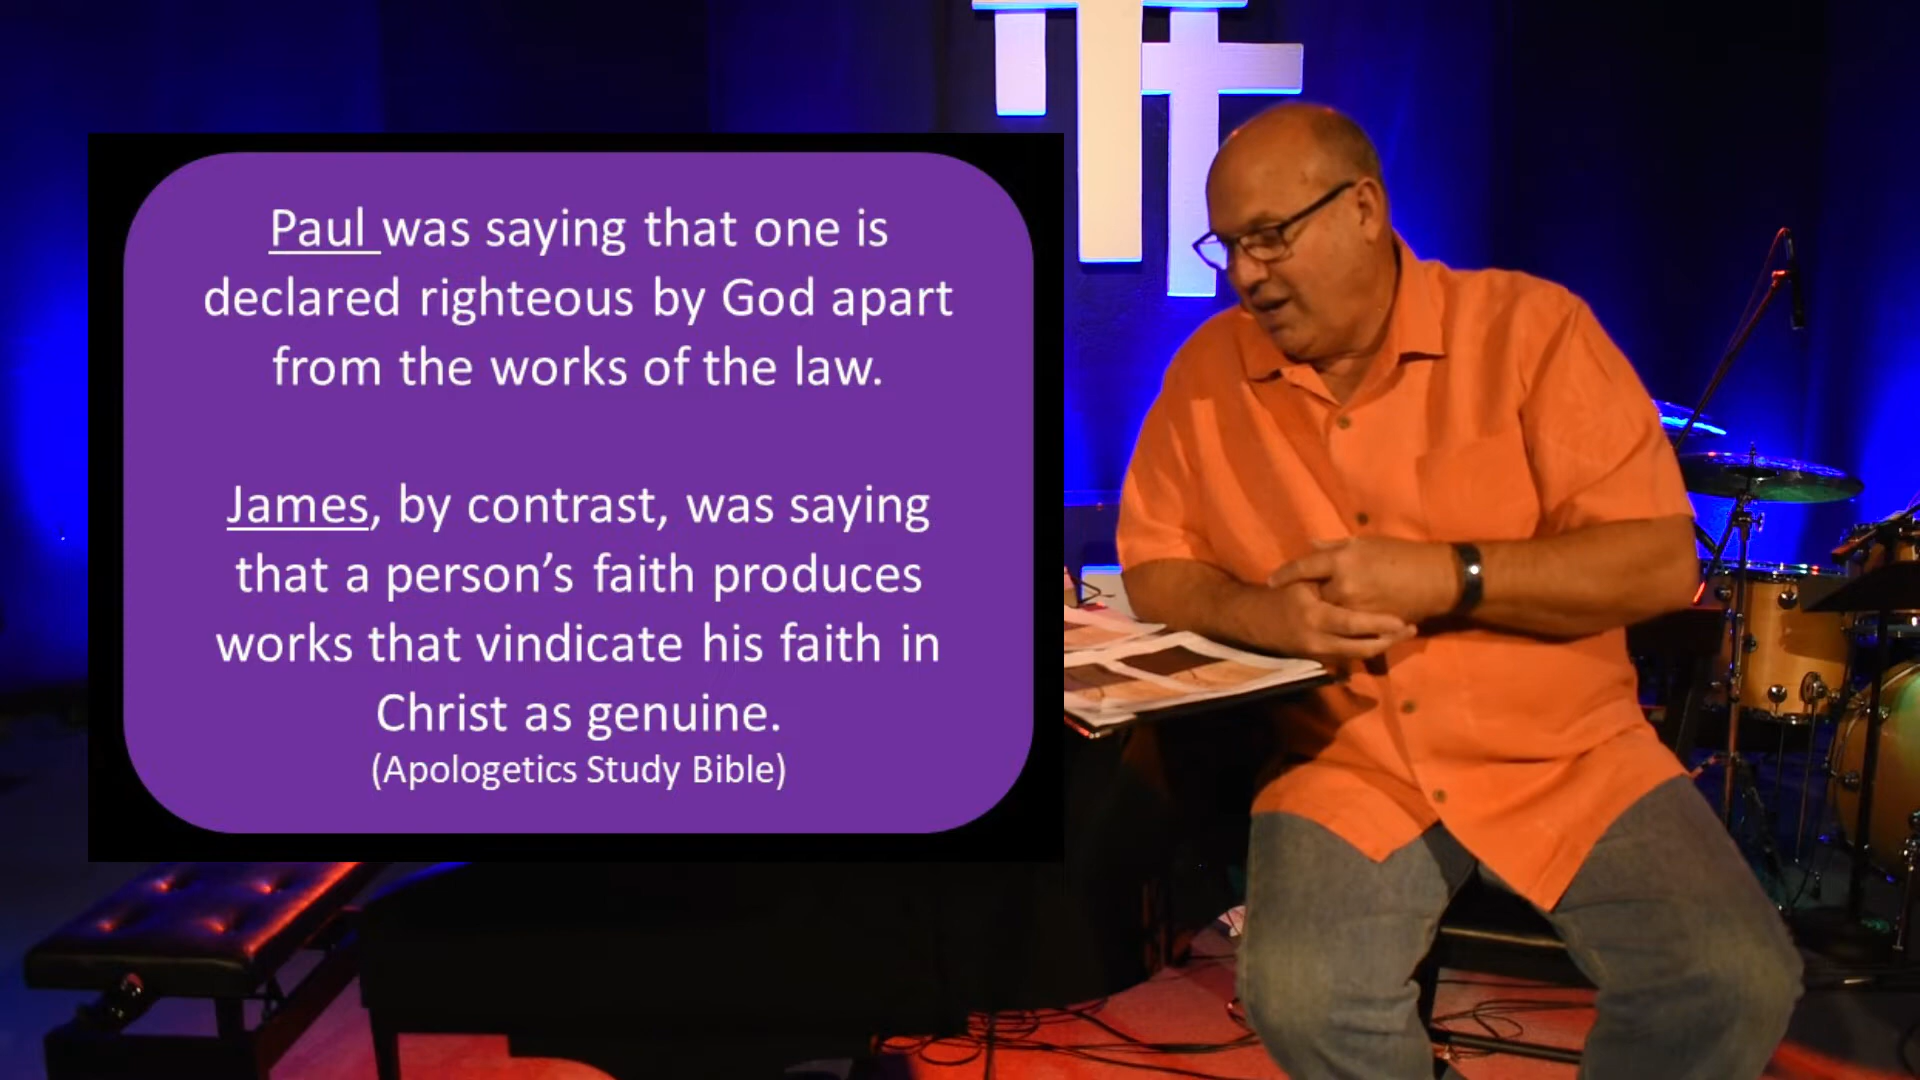 Paul was saying that one is
declared righteous by God apart
from the works of the law.
James, by contrast, was saying
that a person’s faith produces
works that vindicate his faith in
Christ as genuine.
(Apologetics Study Bible)